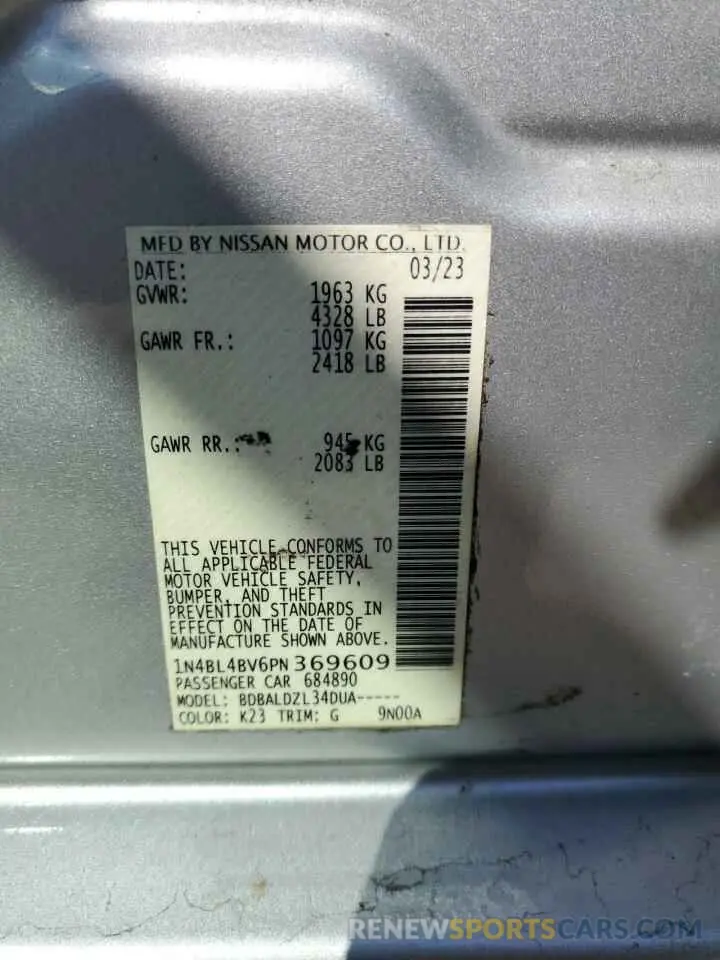 MFD BY NISSAN MOTOR CO., LTD.
DATE: 03/23
GVWR: 1963 KG
4328 LB
GAWR FR.: 1097 KG
2418 LB
GAWR RR.: 945 KG
2083 LB
THIS VEHICLE CONFORMS TO
ALL APPLICABLE FEDERAL
MOTOR VEHICLE SAFETY,
BUMPER, AND THEFT
PREVENTION STANDARDS IN
EFFECT ON THE DATE OF
MANUFACTURE SHOWN ABOVE.
1N4BL4BV6PN369609
PASSENGER CAR 684890
MODEL: BDBALDZL34DUA-----
COLOR: K23 TRIM: G 9N00A
RENEWSPORTSCARS.COM